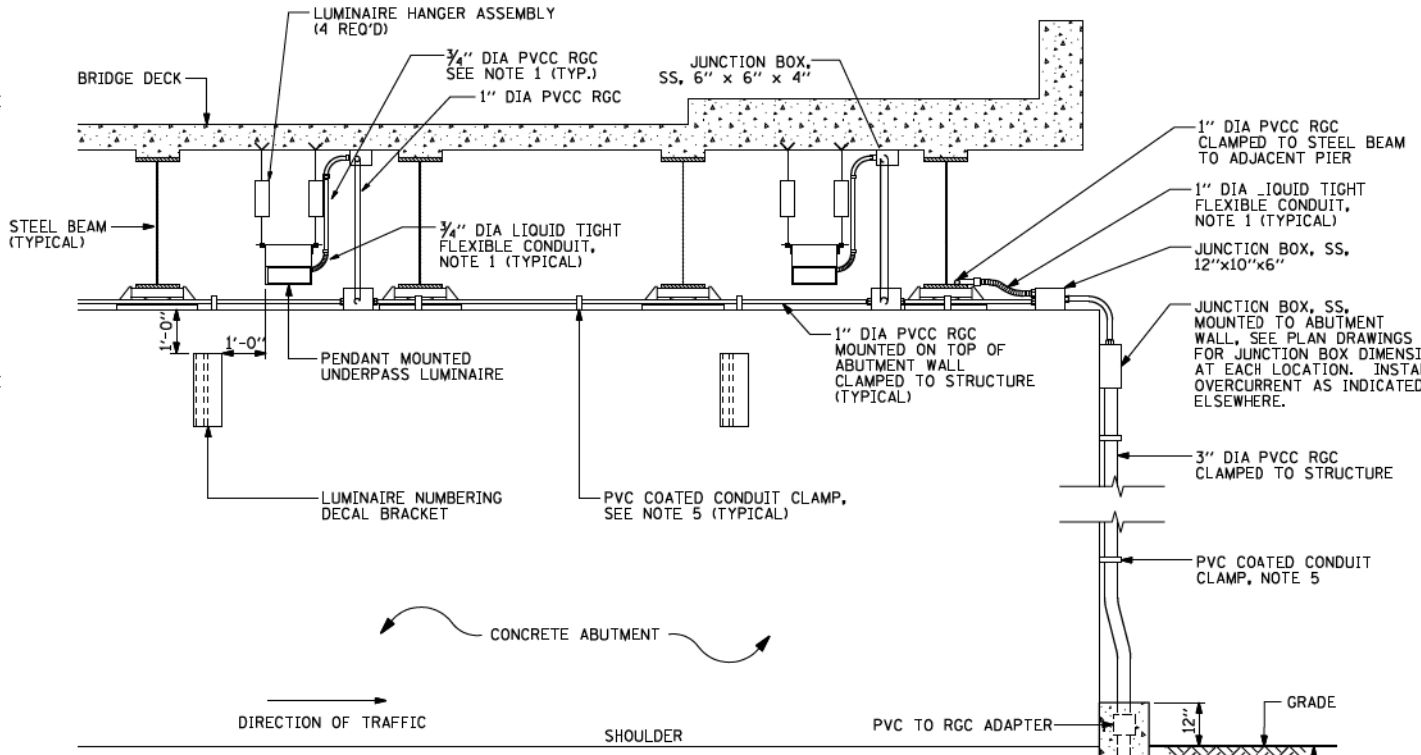 LUMINAIRE HANGER ASSEMBLY
(4 REQ'D)
3/4" DIA PVCC RGC
SEE NOTE 1 (TYP.)
1" DIA PVCC RGC
BRIDGE DECK
JUNCTION BOX,
SS, 6" x 6" x 4"
1" DIA PVCC RGC
CLAMPED TO STEEL BEAM
TO ADJACENT PIER
1" DIA LIQUID TIGHT
FLEXIBLE CONDUIT,
NOTE 1 (TYPICAL)
JUNCTION BOX, SS,
12"x10"x6"
JUNCTION BOX, SS,
MOUNTED TO ABUTMENT
WALL, SEE PLAN DRAWINGS
FOR JUNCTION BOX DIMENSI
AT EACH LOCATION. INSTA
OVERCURRENT AS INDICATED
ELSEWHERE.
STEEL BEAM
(TYPICAL)
3/4" DIA LIQUID TIGHT
FLEXIBLE CONDUIT,
NOTE 1 (TYPICAL)
1'-0"
1'-0"
PENDANT MOUNTED
UNDERPASS LUMINAIRE
1" DIA PVCC RGC
MOUNTED ON TOP OF
ABUTMENT WALL
CLAMPED TO STRUCTURE
(TYPICAL)
3" DIA PVCC RGC
CLAMPED TO STRUCTURE
LUMINAIRE NUMBERING
DECAL BRACKET
PVC COATED CONDUIT CLAMP,
SEE NOTE 5 (TYPICAL)
PVC COATED CONDUIT
CLAMP, NOTE 5
CONCRETE ABUTMENT
DIRECTION OF TRAFFIC
SHOULDER
PVC TO RGC ADAPTER
12"
GRADE